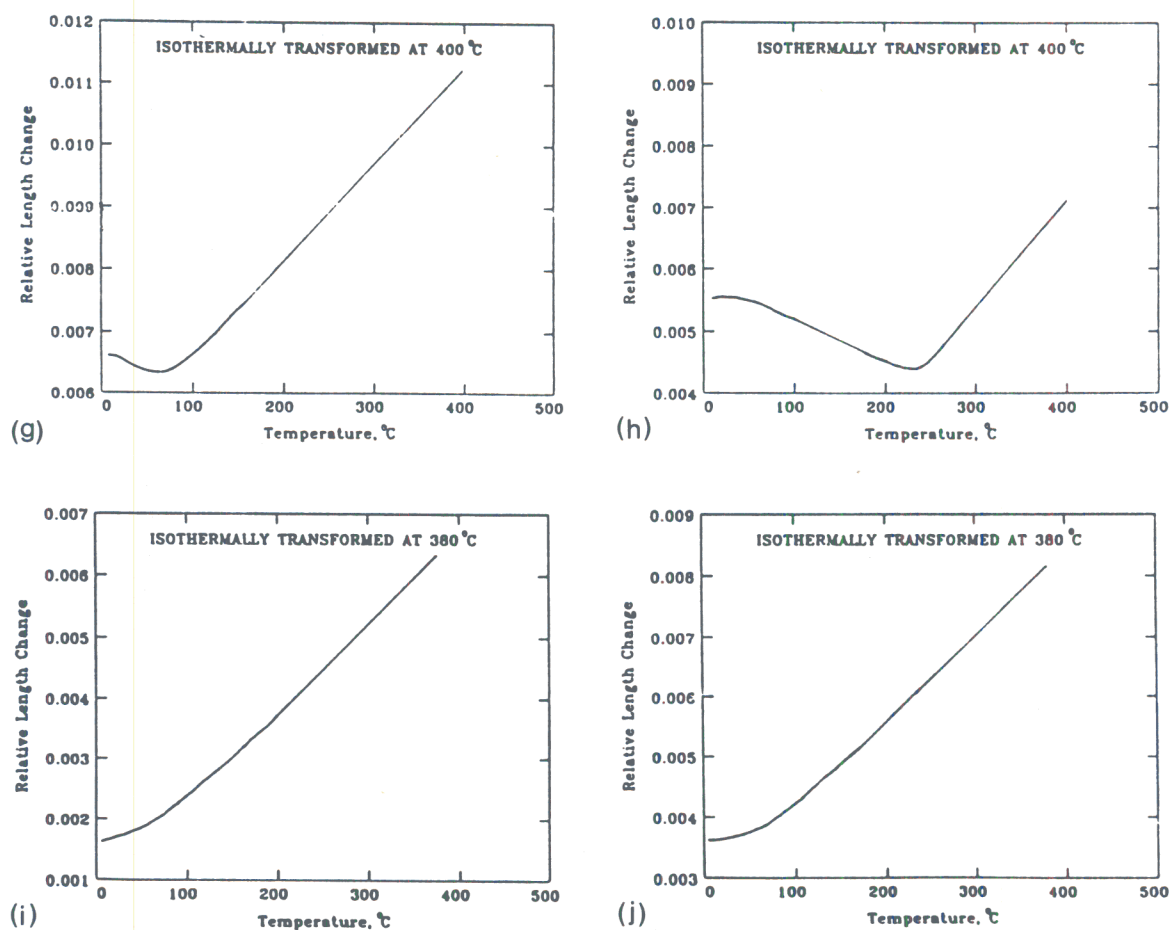 ISOTHERMALLY TRANSFORMED AT 400°C
Relative Length Change
0.012
0.011
0.010
0.009
0.008
0.007
0.006
0 100 200 300 400 500
Temperature, °C
(g)
ISOTHERMALLY TRANSFORMED AT 400°C
Relative Length Change
0.010
0.009
0.008
0.007
0.006
0.005
0.004
0 100 200 300 400 500
Temperature, °C
(h)
ISOTHERMALLY TRANSFORMED AT 380°C
Relative Length Change
0.007
0.006
0.005
0.004
0.003
0.002
0.001
0 100 200 300 400 500
Temperature, °C
(i)
ISOTHERMALLY TRANSFORMED AT 380°C
Relative Length Change
0.009
0.008
0.007
0.006
0.005
0.004
0.003
0 100 200 300 400 500
Temperature, °C
(j)